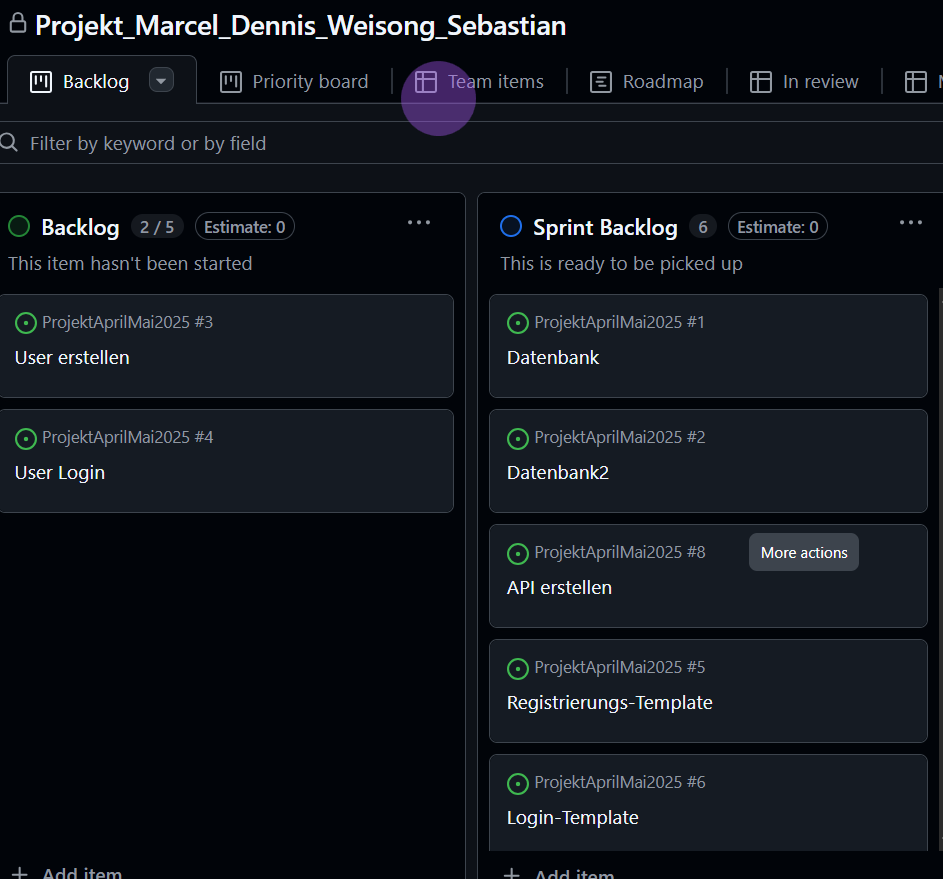 Projekt_Marcel_Dennis_Weisong_Sebastian
Backlog Priority board Team items Roadmap In review
Filter by keyword or by field
Backlog 2 / 5 Estimate: 0
This item hasn't been started
ProjektAprilMai2025 #3
User erstellen
ProjektAprilMai2025 #4
User Login
Add item
Sprint Backlog 6 Estimate: 0
This is ready to be picked up
ProjektAprilMai2025 #1
Datenbank
ProjektAprilMai2025 #2
Datenbank2
ProjektAprilMai2025 #8 More actions
API erstellen
ProjektAprilMai2025 #5
Registrierungs-Template
ProjektAprilMai2025 #6
Login-Template
Add item